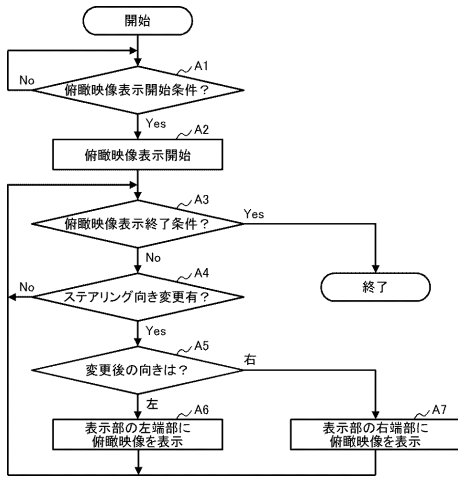 開始
A1
俯瞰映像表示開始条件？
No
Yes
A2
俯瞰映像表示開始
A3
俯瞰映像表示終了条件？
Yes
No
A4
ステアリング向き変更有？
No
終了
Yes
A5
変更後の向きは？
右
左
A6
表示部の左端部に
俯瞰映像を表示
A7
表示部の右端部に
俯瞰映像を表示